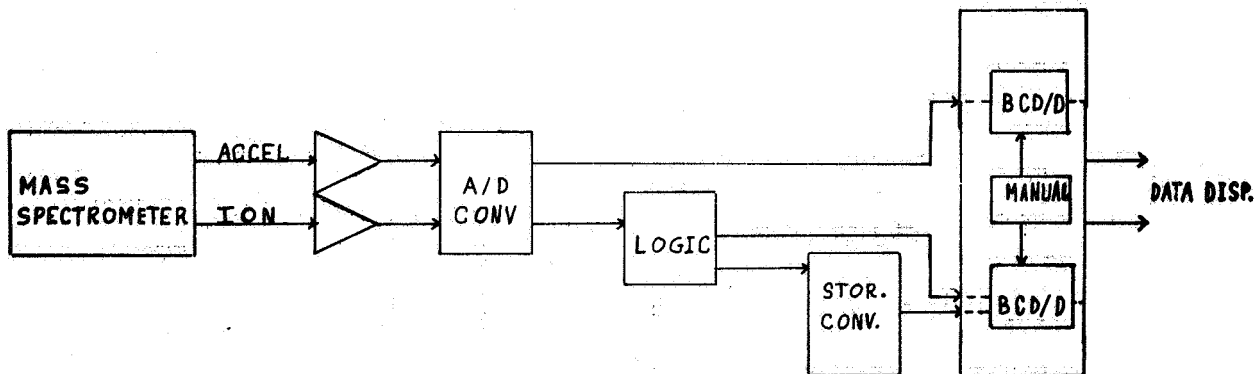 MASS
SPECTROMETER
ACCEL
ION
A/D
CONV
LOGIC
STOR.
CONV.
BCD/D
MANUAL
BCD/D
DATA DISP.